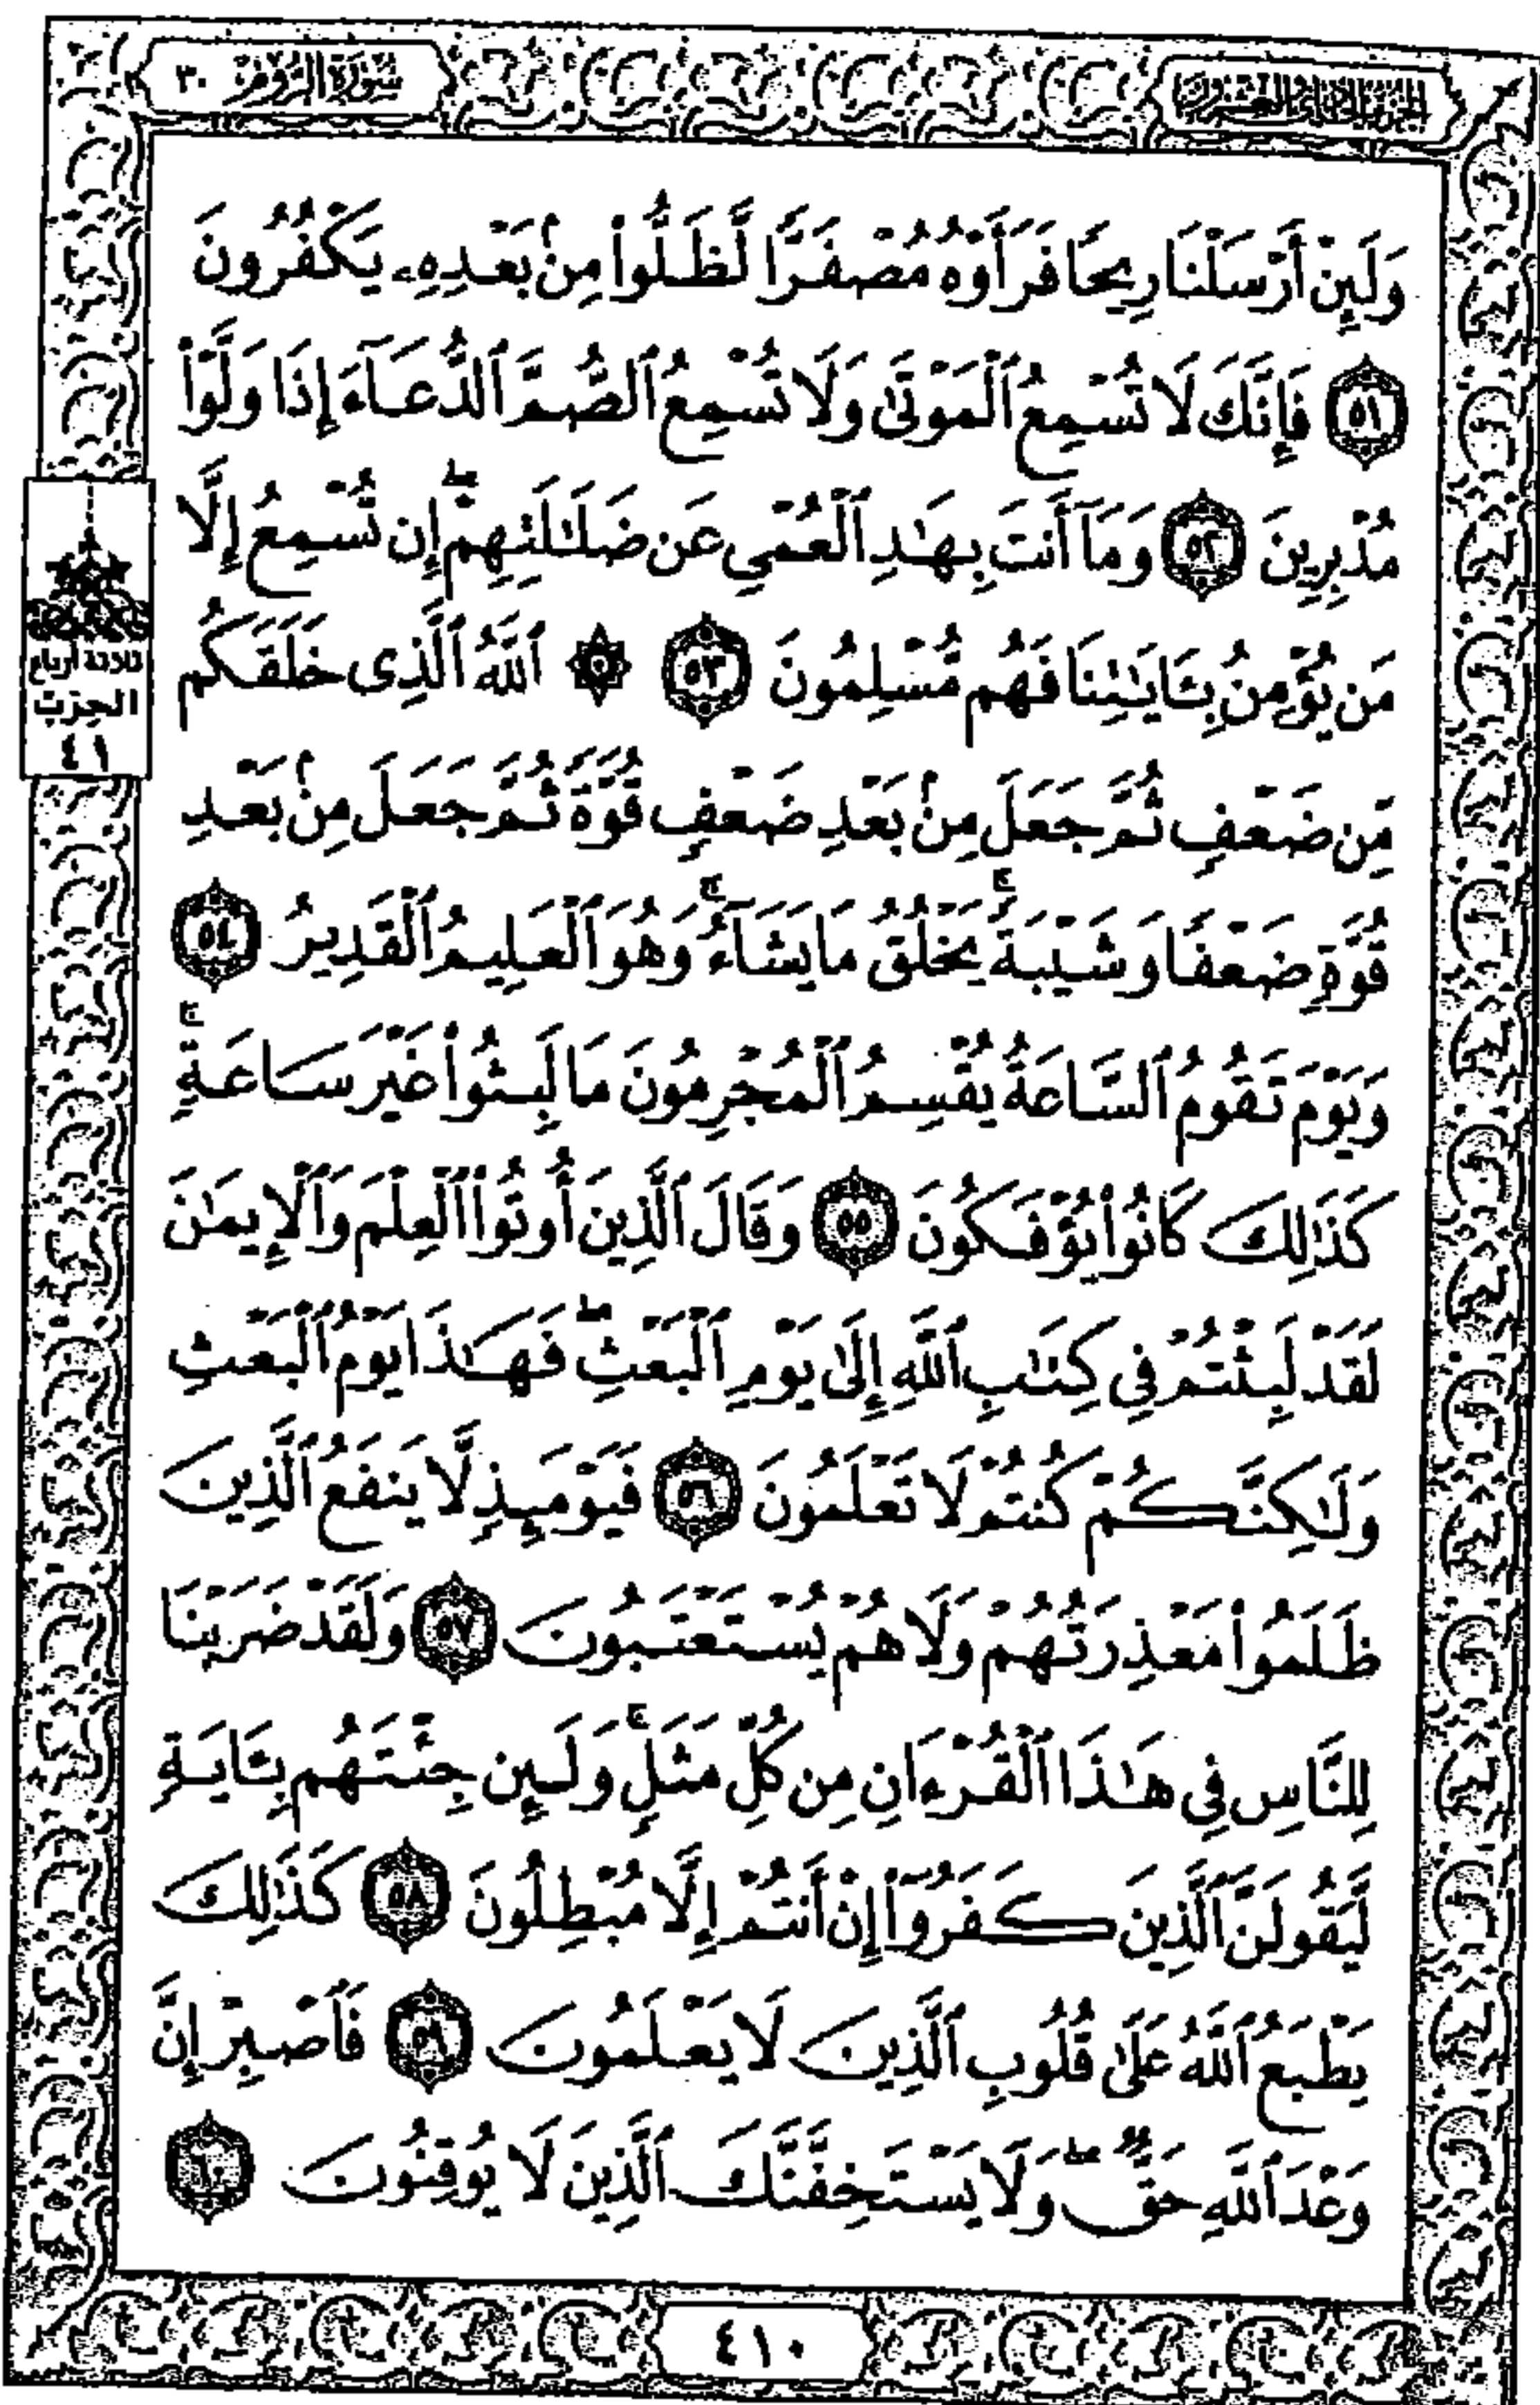 الجزء الحادي والعشرون
سورة الروم ٣٠
وَلَئِنْ أَرْسَلْنَا رِيحًا فَرَأَوْهُ مُصْفَرًّا لَّظَلُّوا۟ مِنۢ بَعْدِهِۦ يَكْفُرُونَ
٥١ فَإِنَّكَ لَا تُسْمِعُ ٱلْمَوْتَىٰ وَلَا تُسْمِعُ ٱلصُّمَّ ٱلدُّعَآءَ إِذَا وَلَّوْا۟
مُدْبِرِينَ ٥٢ وَمَآ أَنتَ بِهَـٰدِ ٱلْعُمْىِ عَن ضَلَـٰلَتِهِمْ ۖ إِن تُسْمِعُ إِلَّا
مَن يُؤْمِنُ بِـَٔايَـٰتِنَا فَهُم مُّسْلِمُونَ ٥٣ ۞ ٱللَّهُ ٱلَّذِى خَلَقَكُم
مِّن ضَعْفٍ ثُمَّ جَعَلَ مِنۢ بَعْدِ ضَعْفٍ قُوَّةً ثُمَّ جَعَلَ مِنۢ بَعْدِ
قُوَّةٍ ضَعْفًا وَشَيْبَةً ۚ يَخْلُقُ مَا يَشَآءُ ۚ وَهُوَ ٱلْعَلِيمُ ٱلْقَدِيرُ ٥٤
وَيَوْمَ تَقُومُ ٱلسَّاعَةُ يُقْسِمُ ٱلْمُجْرِمُونَ مَا لَبِثُوا۟ غَيْرَ سَاعَةٍ ۚ
كَذَٰلِكَ كَانُوا۟ يُؤْفَكُونَ ٥٥ وَقَالَ ٱلَّذِينَ أُوتُوا۟ ٱلْعِلْمَ وَٱلْإِيمَـٰنَ
لَقَدْ لَبِثْتُمْ فِى كِتَـٰبِ ٱللَّهِ إِلَىٰ يَوْمِ ٱلْبَعْثِ ۖ فَهَـٰذَا يَوْمُ ٱلْبَعْثِ
وَلَـٰكِنَّكُمْ كُنتُمْ لَا تَعْلَمُونَ ٥٦ فَيَوْمَئِذٍ لَّا يَنفَعُ ٱلَّذِينَ
ظَلَمُوا۟ مَعْذِرَتُهُمْ وَلَا هُمْ يُسْتَعْتَبُونَ ٥٧ وَلَقَدْ ضَرَبْنَا
لِلنَّاسِ فِى هَـٰذَا ٱلْقُرْءَانِ مِن كُلِّ مَثَلٍ ۚ وَلَئِن جِئْتَهُم بِـَٔايَةٍ
لَّيَقُولَنَّ ٱلَّذِينَ كَفَرُوٓا۟ إِنْ أَنتُمْ إِلَّا مُبْطِلُونَ ٥٨ كَذَٰلِكَ
يَطْبَعُ ٱللَّهُ عَلَىٰ قُلُوبِ ٱلَّذِينَ لَا يَعْلَمُونَ ٥٩ فَٱصْبِرْ إِنَّ
وَعْدَ ٱللَّهِ حَقٌّ ۖ وَلَا يَسْتَخِفَّنَّكَ ٱلَّذِينَ لَا يُوقِنُونَ ٦٠
ثلاثة أرباع
الحزب
٤١
٤١٠